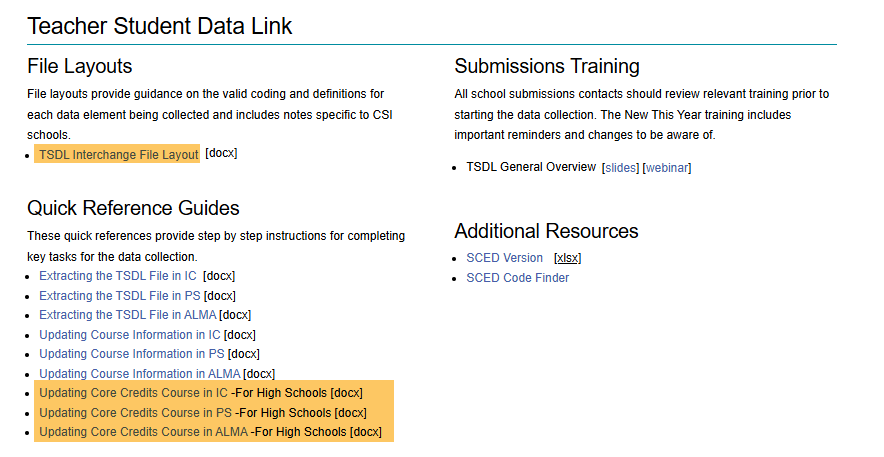 Teacher Student Data Link
File Layouts
File layouts provide guidance on the valid coding and definitions for
each data element being collected and includes notes specific to CSI
schools.
TSDL Interchange File Layout [docx]
Quick Reference Guides
These quick references provide step by step instructions for completing
key tasks for the data collection.
Extracting the TSDL File in IC [docx]
Extracting the TSDL File in PS [docx]
Extracting the TSDL File in ALMA [docx]
Updating Course Information in IC [docx]
Updating Course Information in PS [docx]
Updating Course Information in ALMA [docx]
Updating Core Credits Course in IC -For High Schools [docx]
Updating Core Credits Course in PS -For High Schools [docx]
Updating Core Credits Course in ALMA -For High Schools [docx]
Submissions Training
All school submissions contacts should review relevant training prior to
starting the data collection. The New This Year training includes
important reminders and changes to be aware of.
TSDL General Overview [slides] [webinar]
Additional Resources
SCED Version [xlsx]
SCED Code Finder